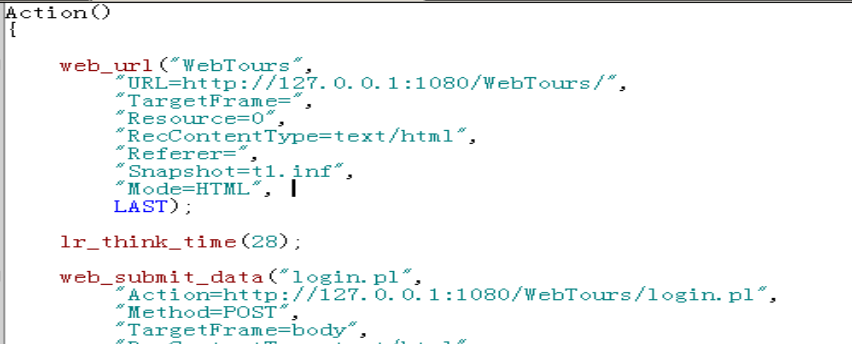 Action()
{
web_url("WebTours",
"URL=http://127.0.0.1:1080/WebTours/",
"TargetFrame=",
"Resource=0",
"RecContentType=text/html",
"Referer=",
"Snapshot=t1.inf",
"Mode=HTML",
LAST);
lr_think_time(28);
web_submit_data("login.pl",
"Action=http://127.0.0.1:1080/WebTours/login.pl",
"Method=POST",
"TargetFrame=body",